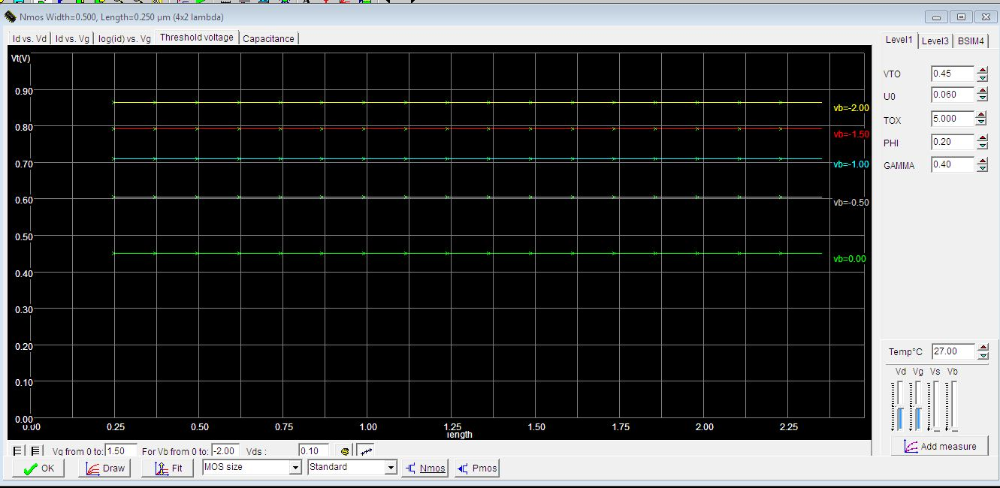 Nmos Width=0.500, Length=0.250 µm (4x2 lambda)
Id vs. Vd
Id vs. Vg
log(id) vs. Vg
Threshold voltage
Capacitance
Vt(V)
0.90
0.80
0.70
0.60
0.50
0.40
0.30
0.20
0.10
0.00
vb=-2.00
vb=-1.50
vb=-1.00
vb=-0.50
vb=0.00
0.00
0.25
0.50
0.75
1.00
1.25
1.50
1.75
2.00
2.25
length
Level1
Level3
BSIM4
VTO 0.45
U0 0.060
TOX 5.000
PHI 0.20
GAMMA 0.40
Temp°C 27.00
Vd Vg Vs Vb
Add measure
Vg from 0 to: 1.50 For Vb from 0 to: -2.00 Vds : 0.10
OK Draw Fit MOS size Standard Nmos Pmos